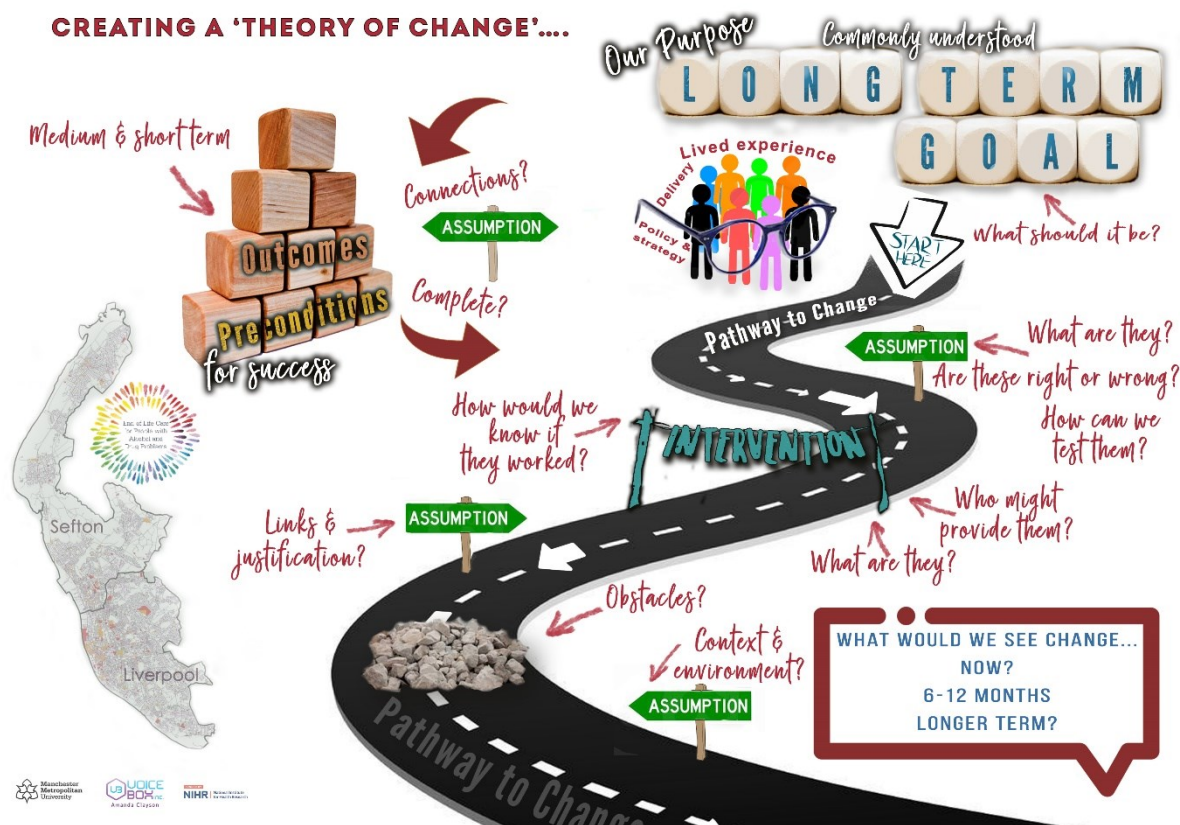 CREATING A 'THEORY OF CHANGE'....
Our Purpose
Commonly understood
LONG TERM
GOAL
What should it be?
START
HERE
Lived experience
Delivery
Policy &
strategy
Medium & short term
Outcomes
Preconditions
for success
Connections?
ASSUMPTION
Complete?
Pathway to Change
ASSUMPTION
What are they?
Are these right or wrong?
How can we
test them?
How would we
know if
they worked?
INTERVENTION
Who might
provide them?
What are they?
Links &
justification?
ASSUMPTION
Obstacles?
Context &
environment?
ASSUMPTION
Pathway to Change
WHAT WOULD WE SEE CHANGE...
NOW?
6-12 MONTHS
LONGER TERM?
End of Life Care
for People with
Alcohol and
Drug Problems
Sefton
Liverpool
Manchester
Metropolitan
University
VOICE
BOX INC.
Amanda Clayson
NIHR